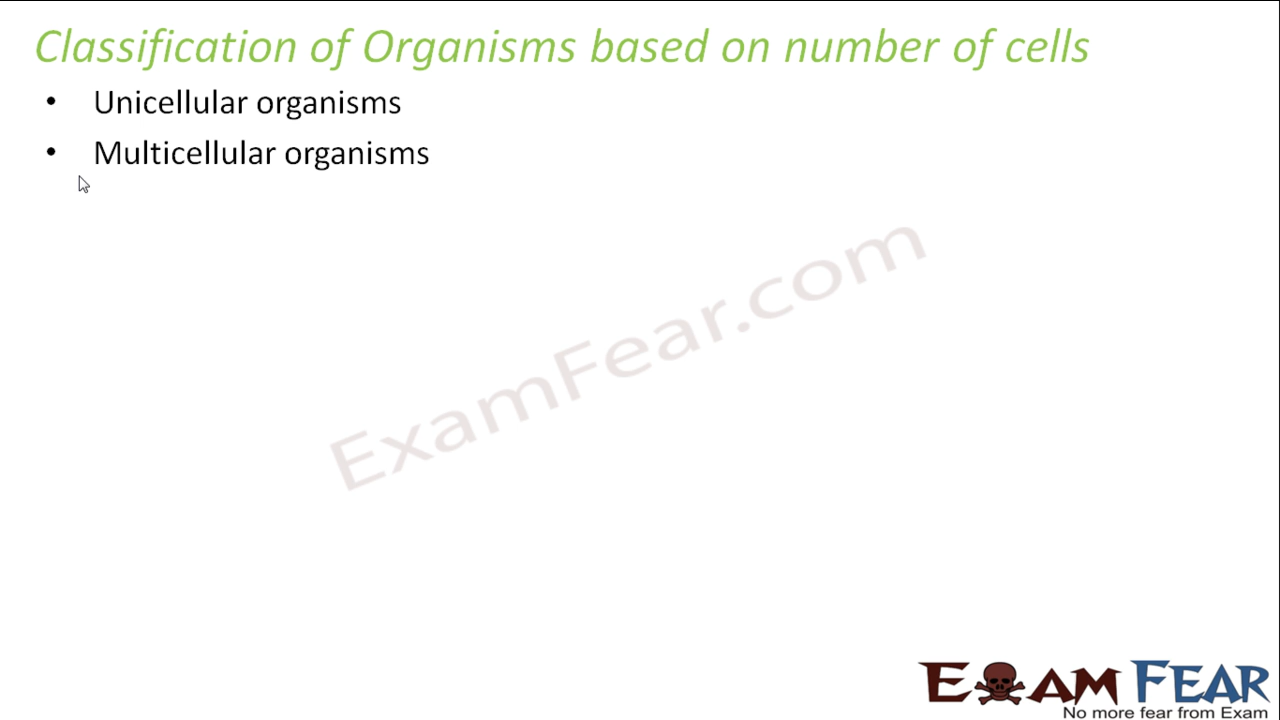 Classification of Organisms based on number of cells
• Unicellular organisms
• Multicellular organisms
ExamFear.com
EXAM FEAR
No more fear from Exam